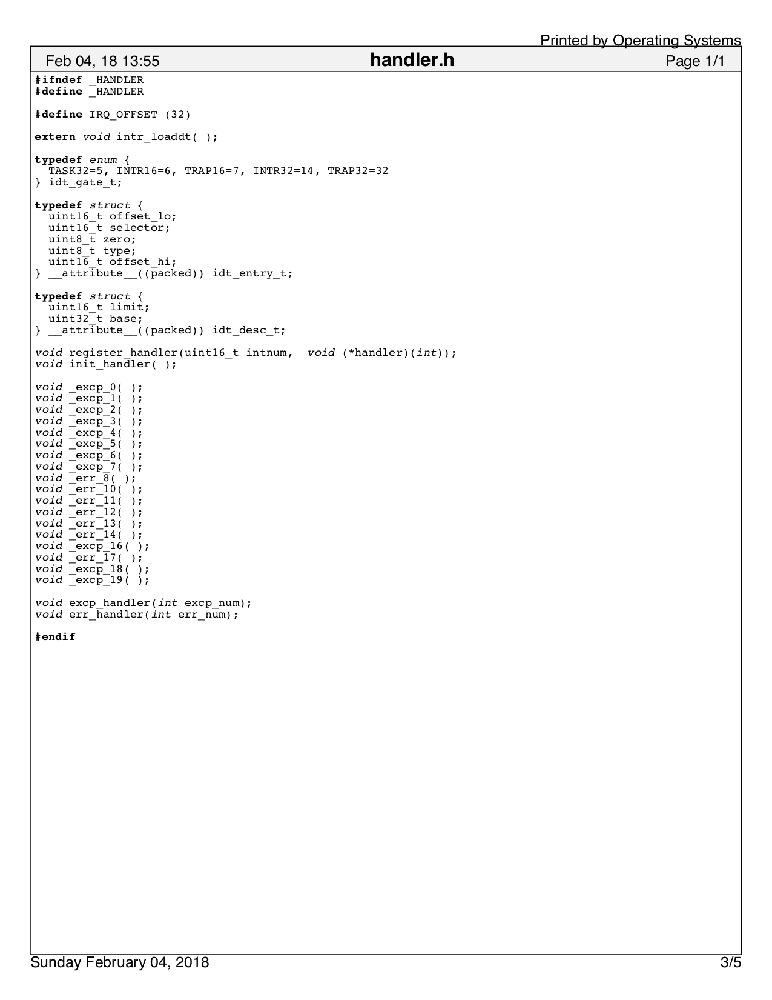 Printed by Operating Systems
Feb 04, 18 13:55 handler.h Page 1/1
#ifndef _HANDLER
#define _HANDLER

#define IRQ_OFFSET (32)

extern void intr_loaddt( );

typedef enum {
  TASK32=5, INTR16=6, TRAP16=7, INTR32=14, TRAP32=32
} idt_gate_t;

typedef struct {
  uint16_t offset_lo;
  uint16_t selector;
  uint8_t zero;
  uint8_t type;
  uint16_t offset_hi;
} __attribute__((packed)) idt_entry_t;

typedef struct {
  uint16_t limit;
  uint32_t base;
} __attribute__((packed)) idt_desc_t;

void register_handler(uint16_t intnum,  void (*handler)(int));
void init_handler( );

void _excp_0( );
void _excp_1( );
void _excp_2( );
void _excp_3( );
void _excp_4( );
void _excp_5( );
void _excp_6( );
void _excp_7( );
void _err_8( );
void _err_10( );
void _err_11( );
void _err_12( );
void _err_13( );
void _err_14( );
void _excp_16( );
void _err_17( );
void _excp_18( );
void _excp_19( );

void excp_handler(int excp_num);
void err_handler(int err_num);

#endif
Sunday February 04, 2018 3/5